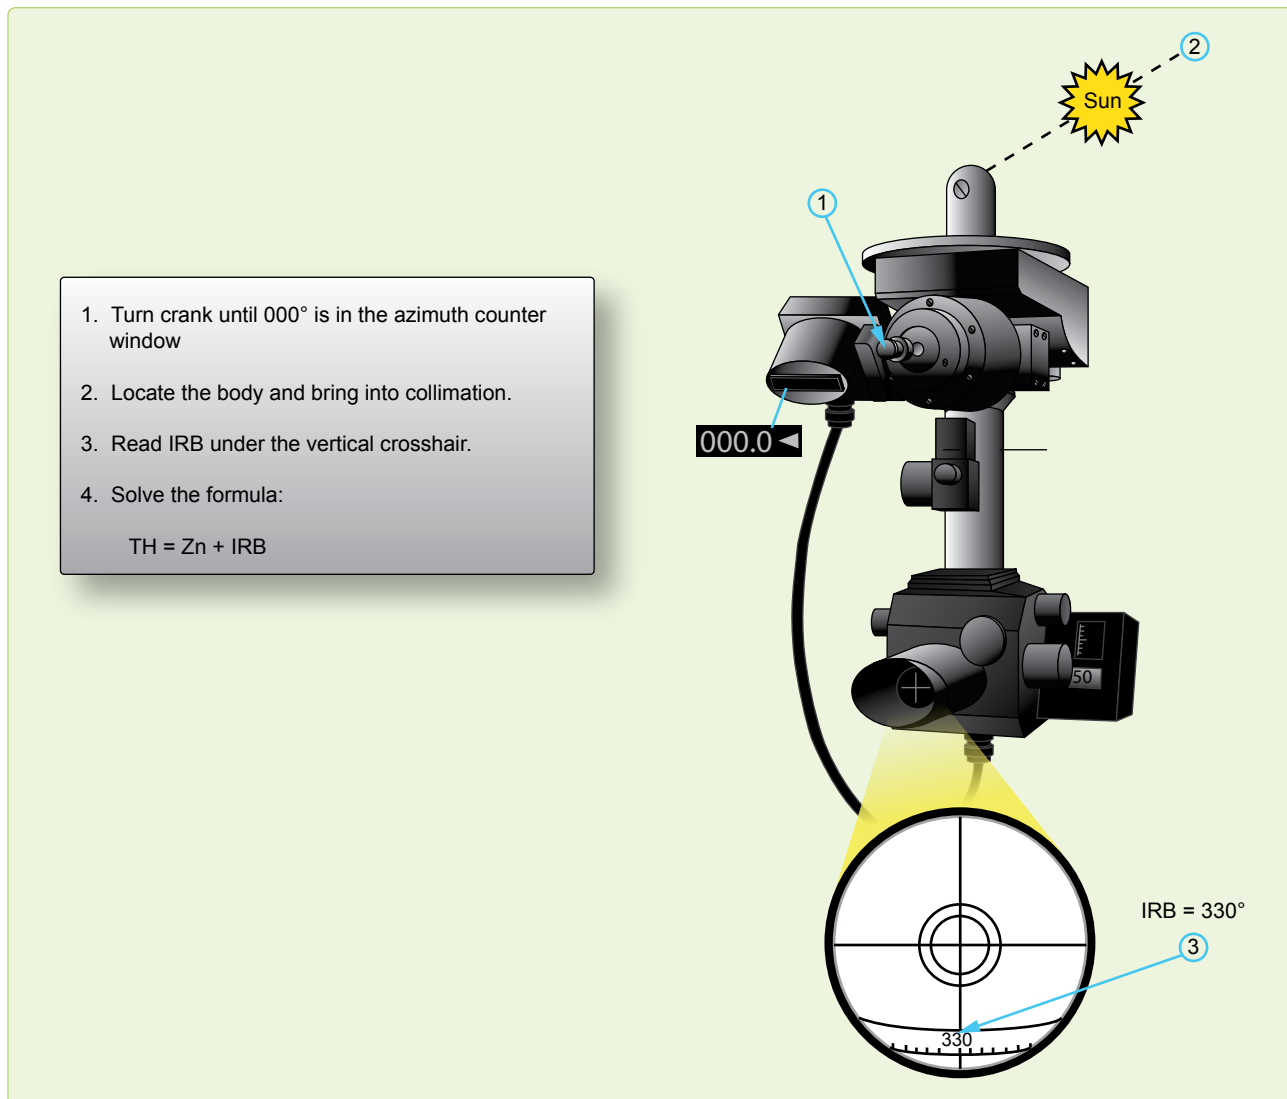 2
Sun
1
1. Turn crank until 000° is in the azimuth counter
window
2. Locate the body and bring into collimation.
3. Read IRB under the vertical crosshair.
4. Solve the formula:
TH = Zn + IRB
000.0
50
IRB = 330°
3
330